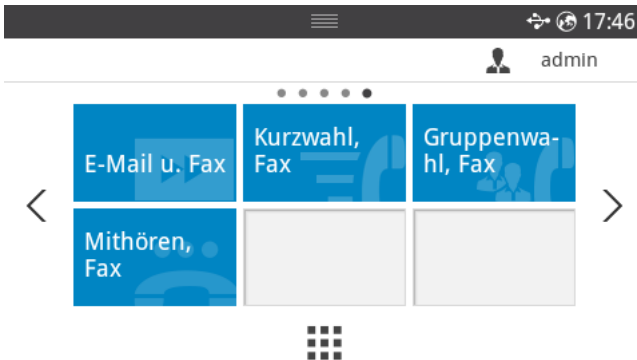 17:46
admin
E-Mail u. Fax
Kurzwahl,
Fax
Gruppenwa-
hl, Fax
Mithören,
Fax